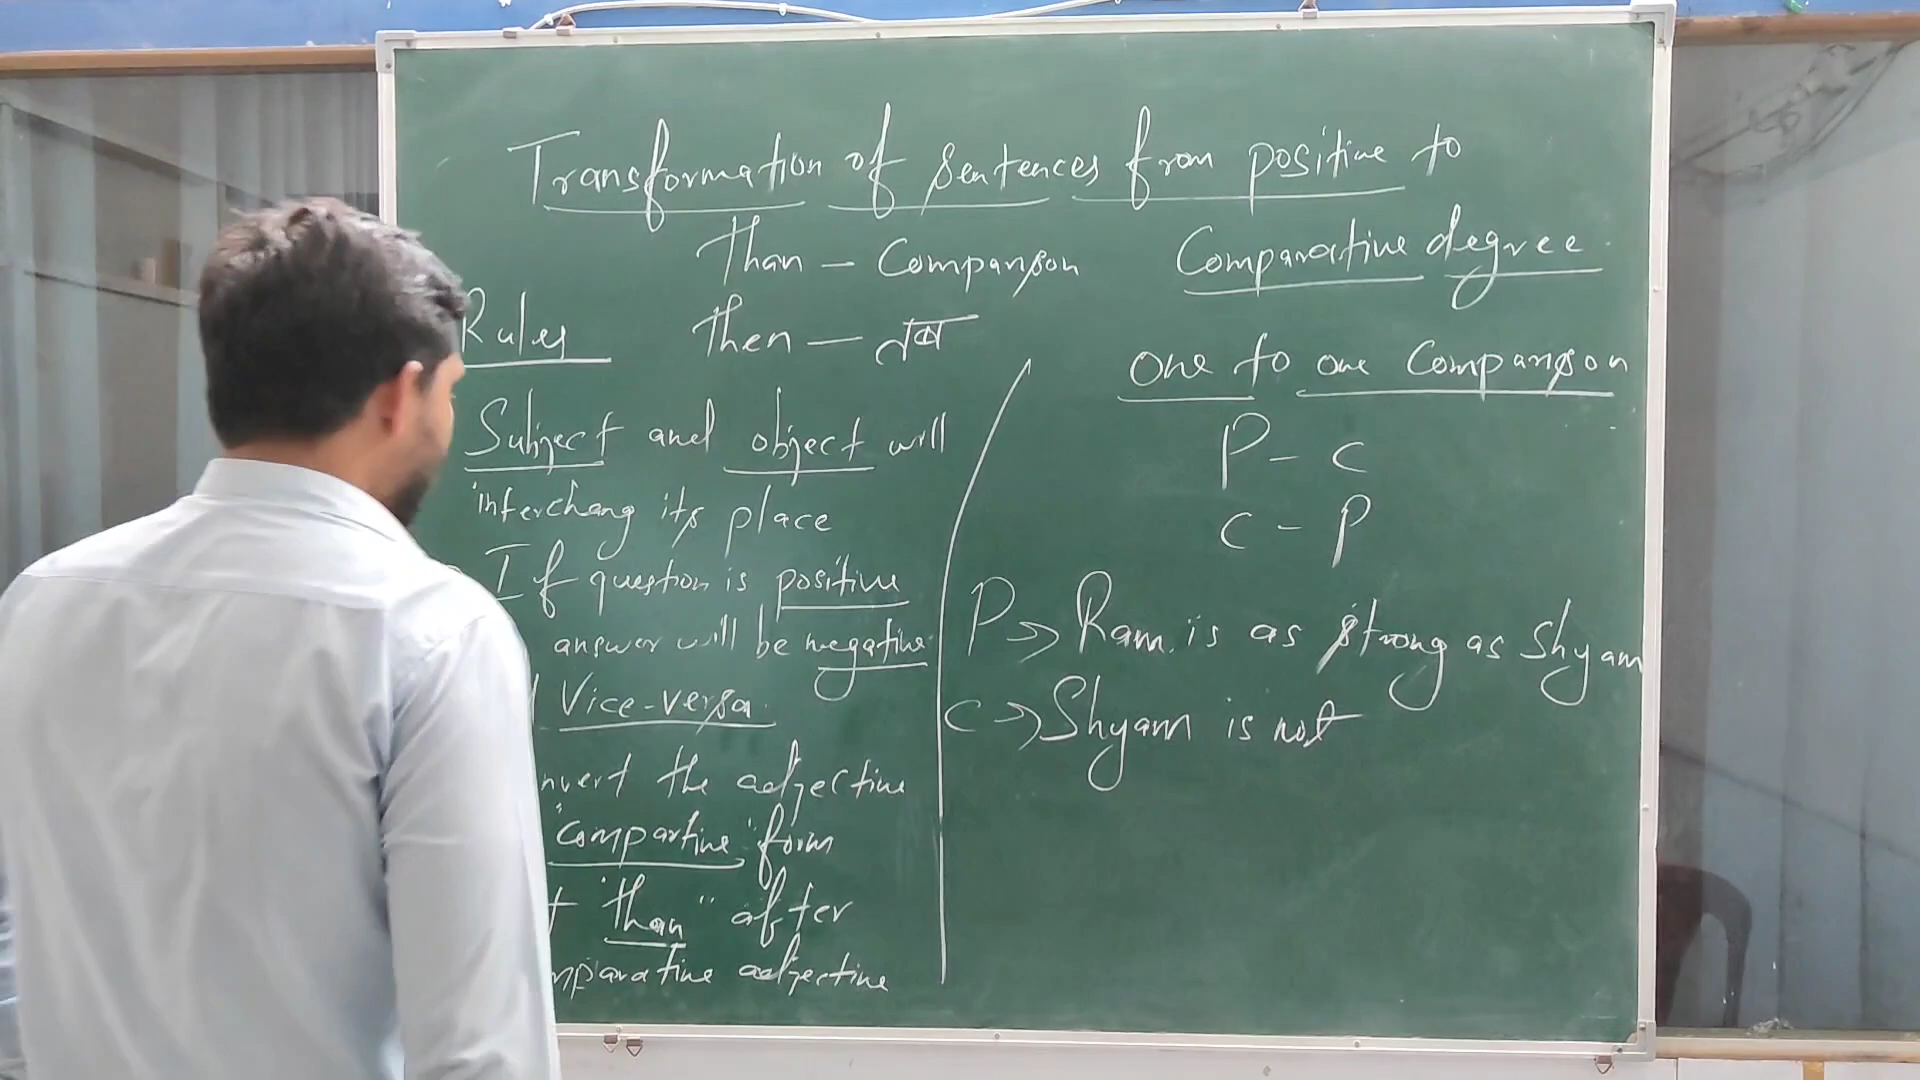 Transformation of sentences from positive to
Comparative degree
Than - Comparison
Then -
Rules
Subject and object will
interchang its place
If question is positive
answer will be negative
Vice-versa
nvert the adjective
"compartive" form
t "than" after
mparative adjective
One to one Comparison
P - C
C - P
P → Ram is as strong as Shyam
C → Shyam is not